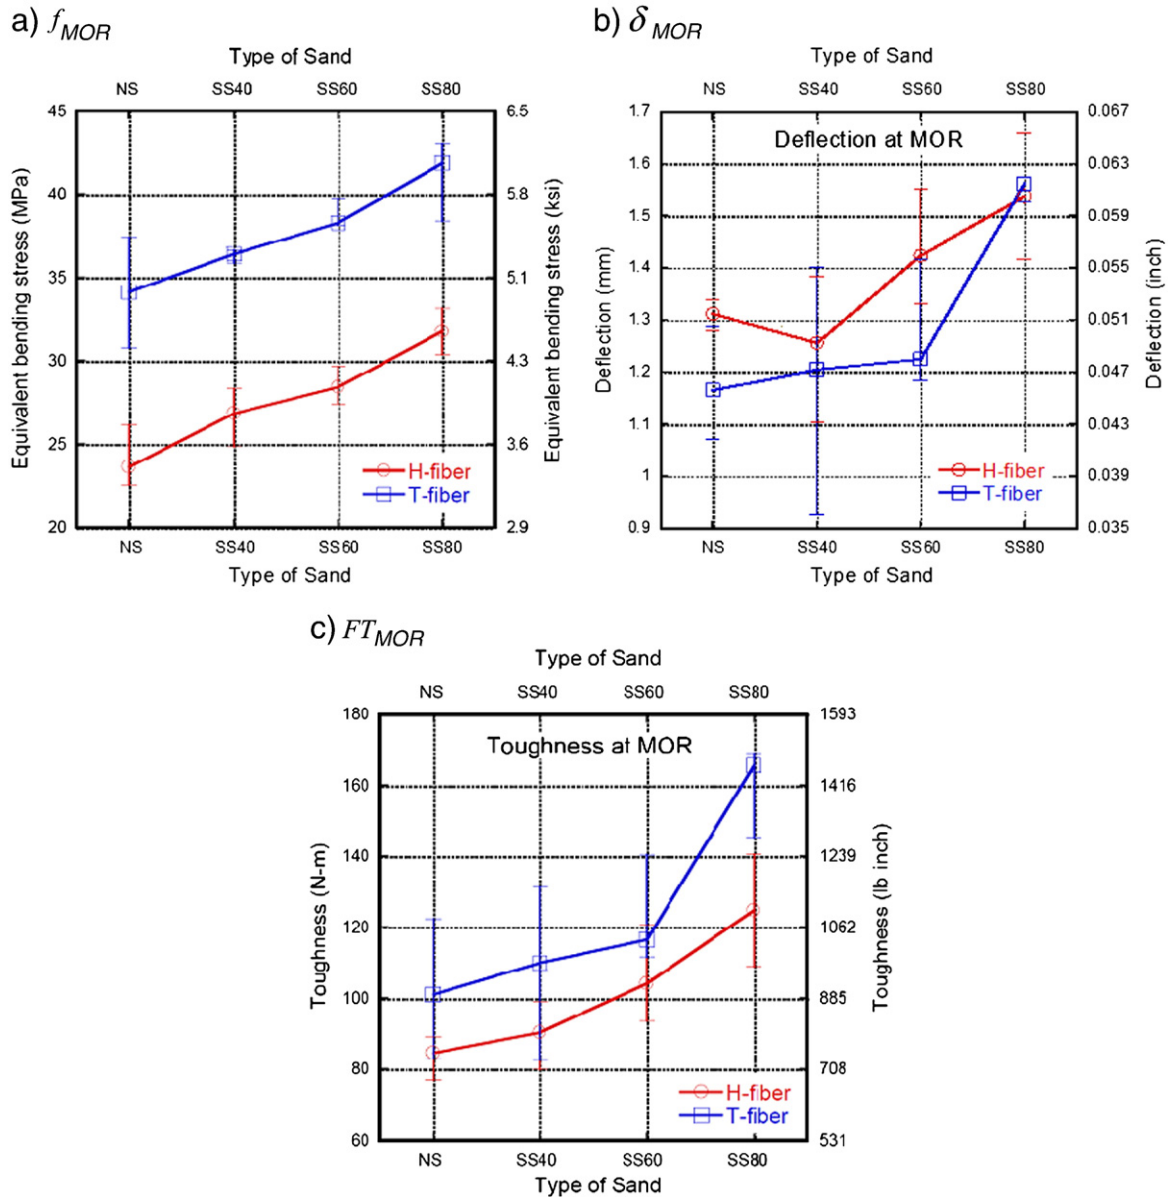 a) f MOR
Type of Sand
NS SS40 SS60 SS80
45 6.5
40 5.8
35 5.1
30 4.3
25 3.6
20 2.9
Equivalent bending stress (MPa)
Equivalent bending stress (ksi)
H-fiber
T-fiber
NS SS40 SS60 SS80
Type of Sand
b) δ MOR
Type of Sand
NS SS40 SS60 SS80
Deflection at MOR
1.7 0.067
1.6 0.063
1.5 0.059
1.4 0.055
1.3 0.051
1.2 0.047
1.1 0.043
1 0.039
0.9 0.035
Deflection (mm)
Deflection (inch)
H-fiber
T-fiber
NS SS40 SS60 SS80
Type of Sand
c) FT MOR
Type of Sand
NS SS40 SS60 SS80
Toughness at MOR
180 1593
160 1416
140 1239
120 1062
100 885
80 708
60 531
Toughness (N-m)
Toughness (lb inch)
H-fiber
T-fiber
NS SS40 SS60 SS80
Type of Sand